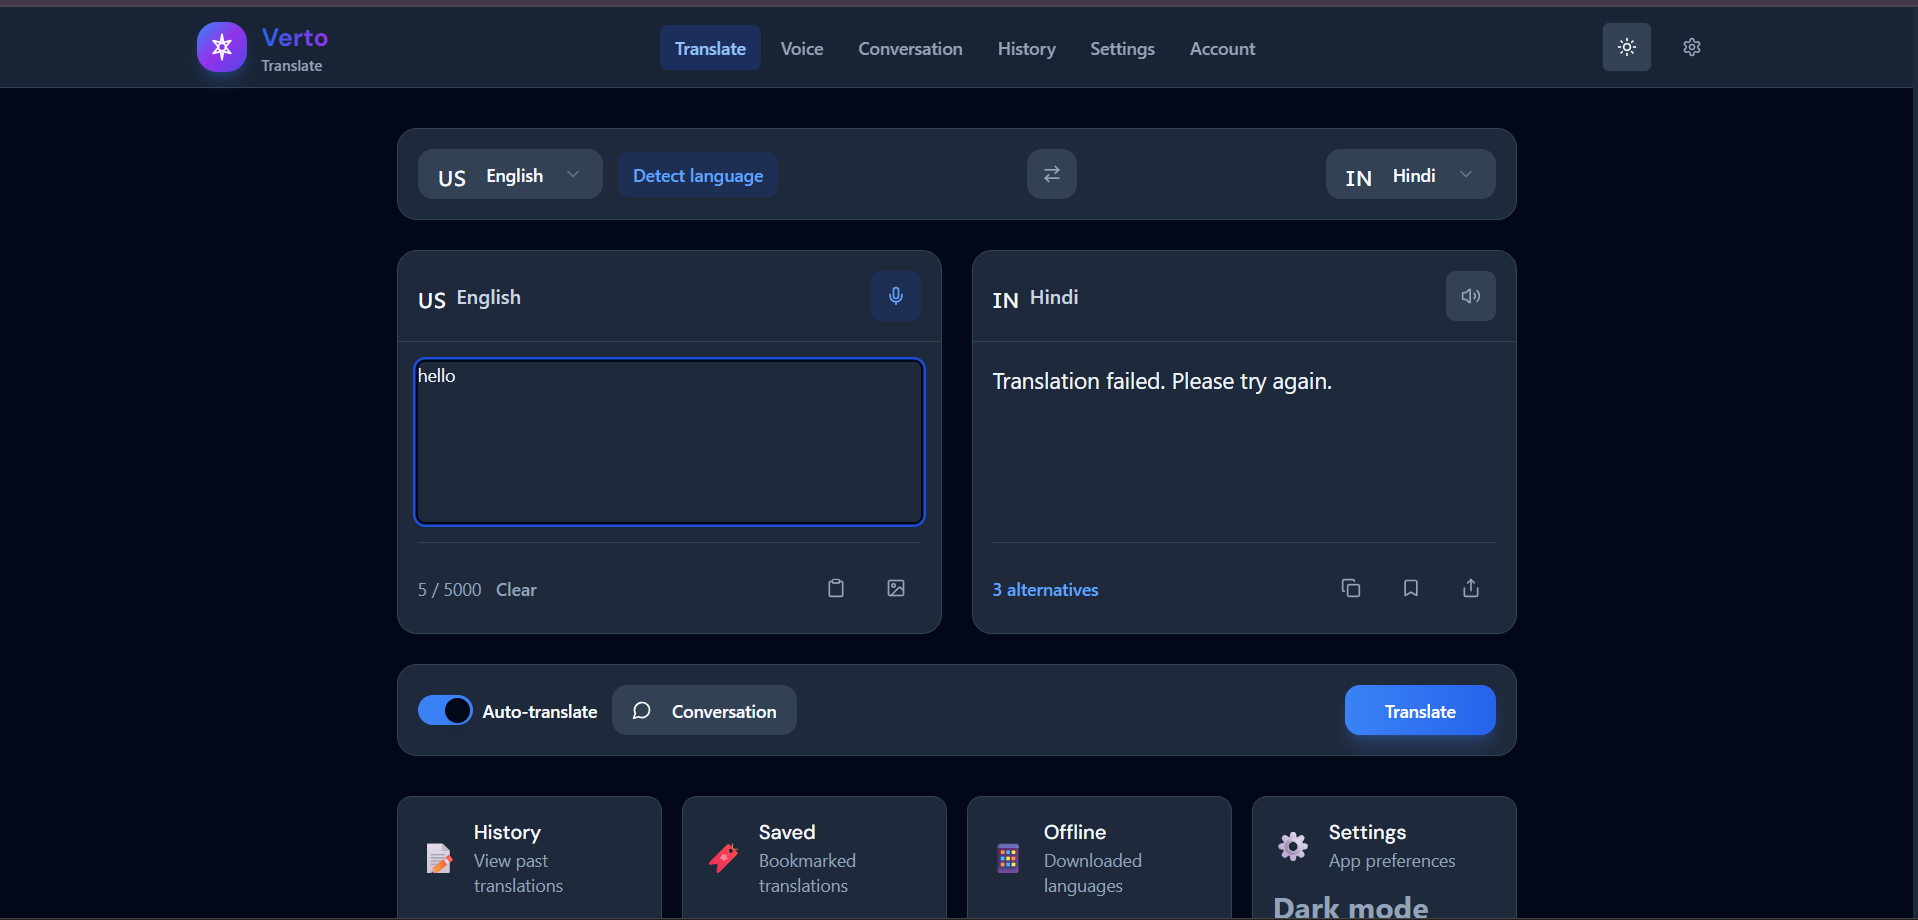 Verto
Translate
Translate
Voice
Conversation
History
Settings
Account
US English
Detect language
IN Hindi
US English
IN Hindi
hello
Translation failed. Please try again.
5 / 5000 Clear
3 alternatives
Auto-translate
Conversation
Translate
History
View past
translations
Saved
Bookmarked
translations
Offline
Downloaded
languages
Settings
App preferences
Dark mode